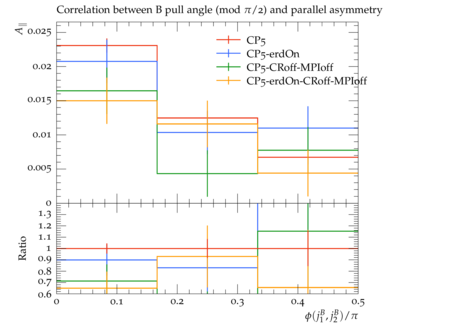 Correlation between B pull angle (mod π/2) and parallel asymmetry
A∥
0.025
0.02
0.015
0.01
0.005
0
CP5
CP5-erdOn
CP5-CRoff-MPIoff
CP5-erdOn-CRoff-MPIoff
Ratio
1.3
1.2
1.1
1
0.9
0.8
0.7
0.6
0 0.1 0.2 0.3 0.4 0.5
ϕ(j₁ᴮ, j₂ᴮ)/π